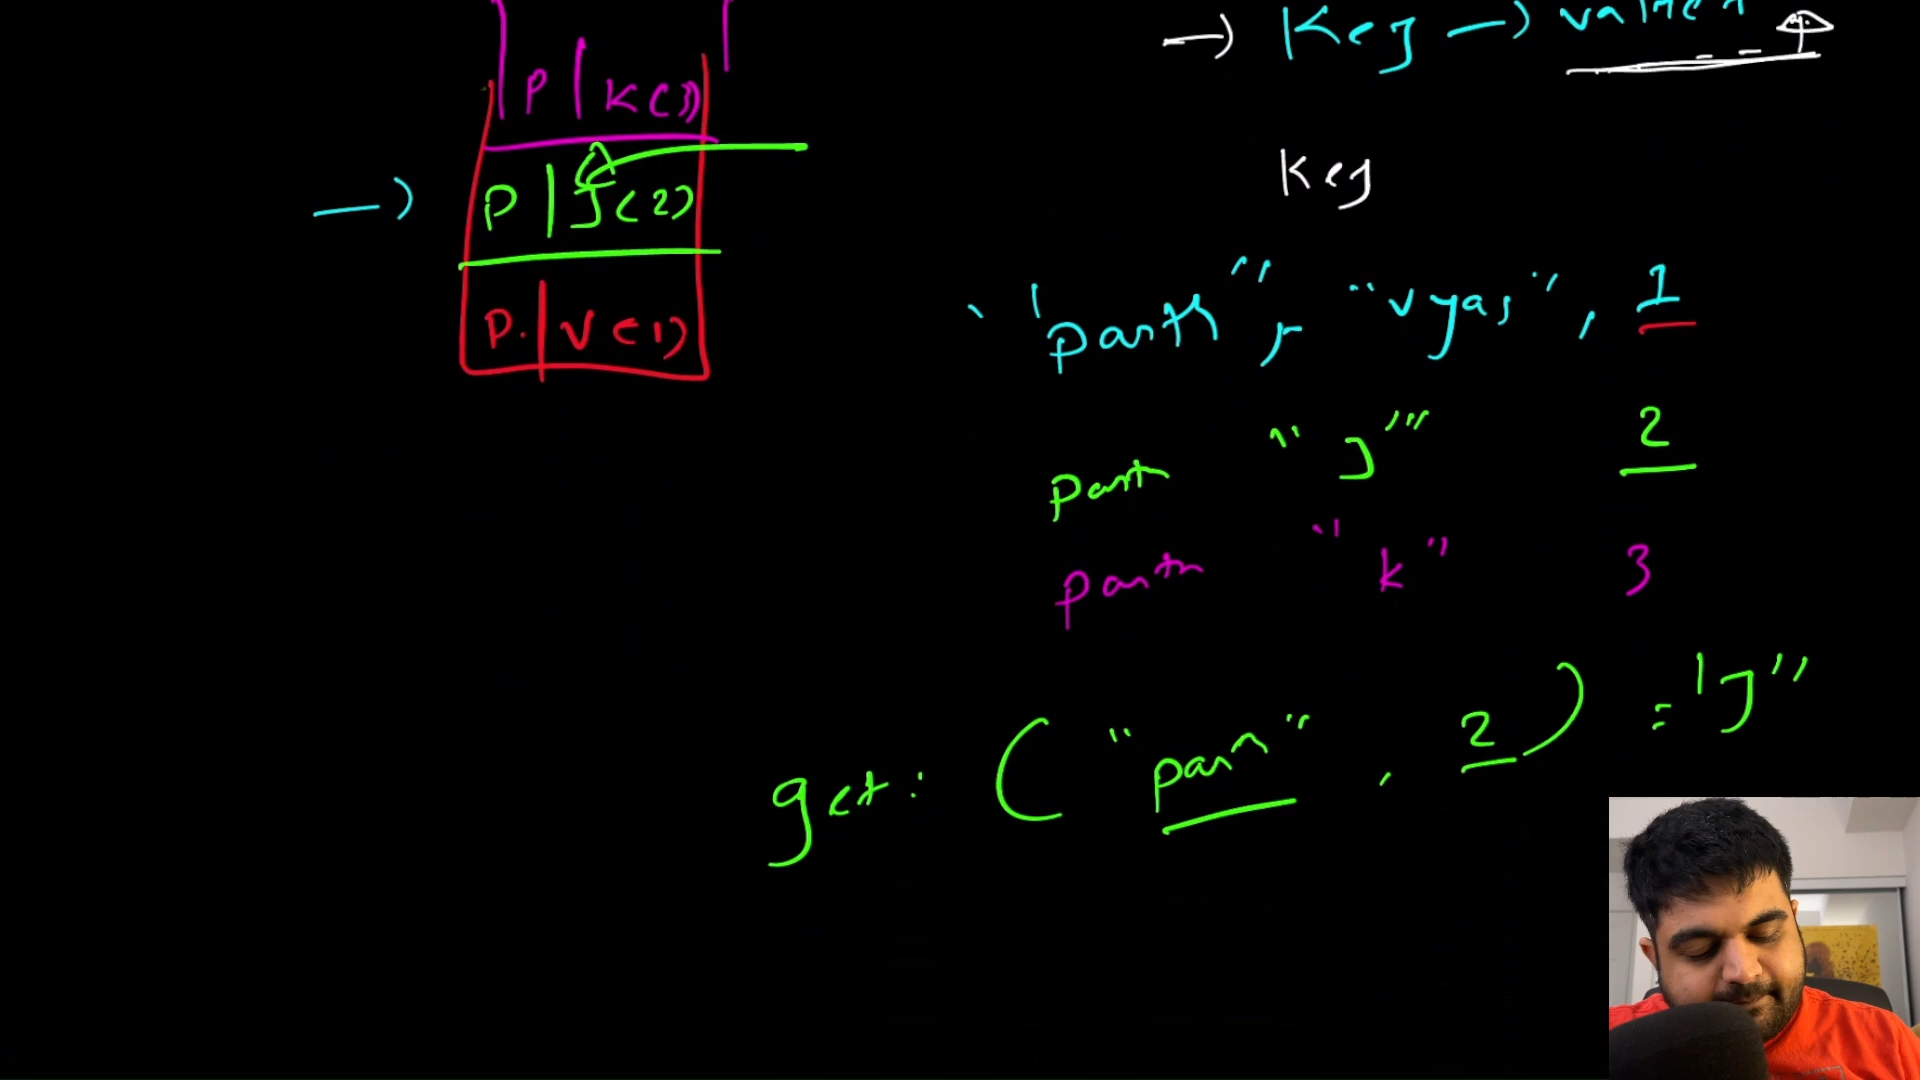 → Key → value
P | K(3)
Key
→ P | J(2)
P. | V(1)
"parth", "vyas", 1
parth "J" 2
parth "k" 3
get: ("parth", 2) = "J"